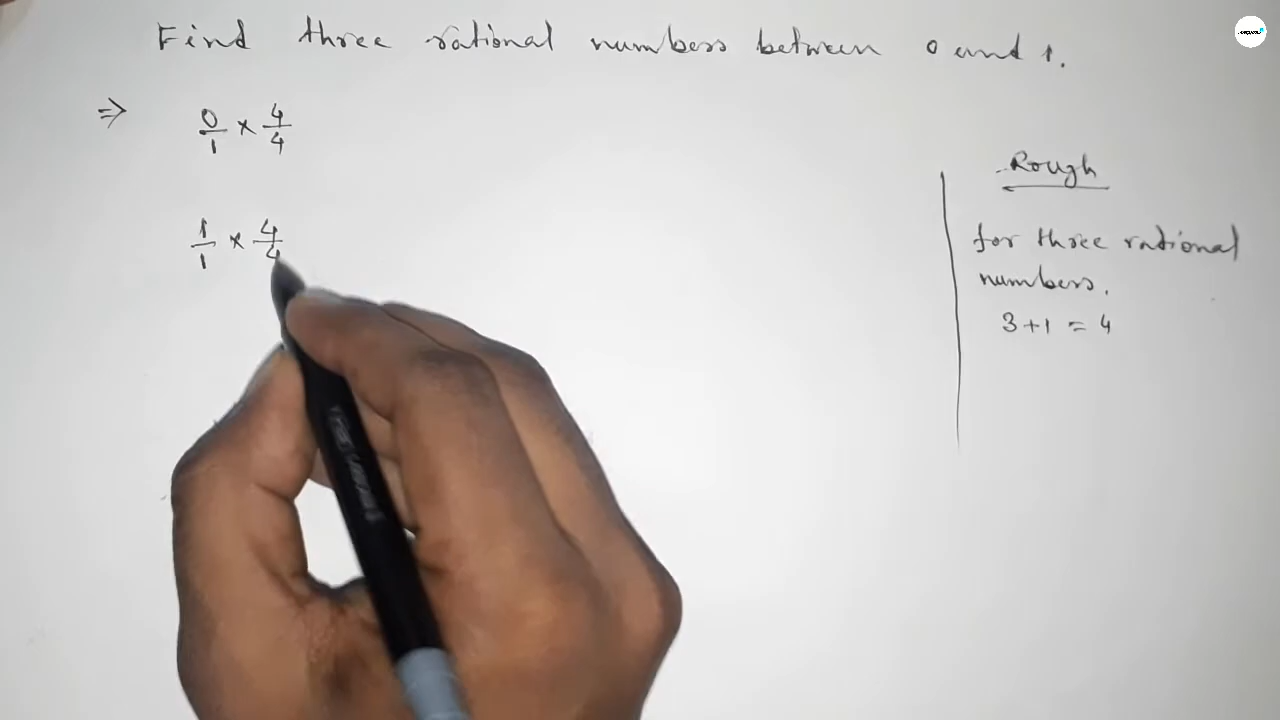 Find three rational numbers between 0 and 1.
⇒ 0/1 × 4/4
1/1 × 4/4
Rough
for three rational
numbers.
3+1 = 4